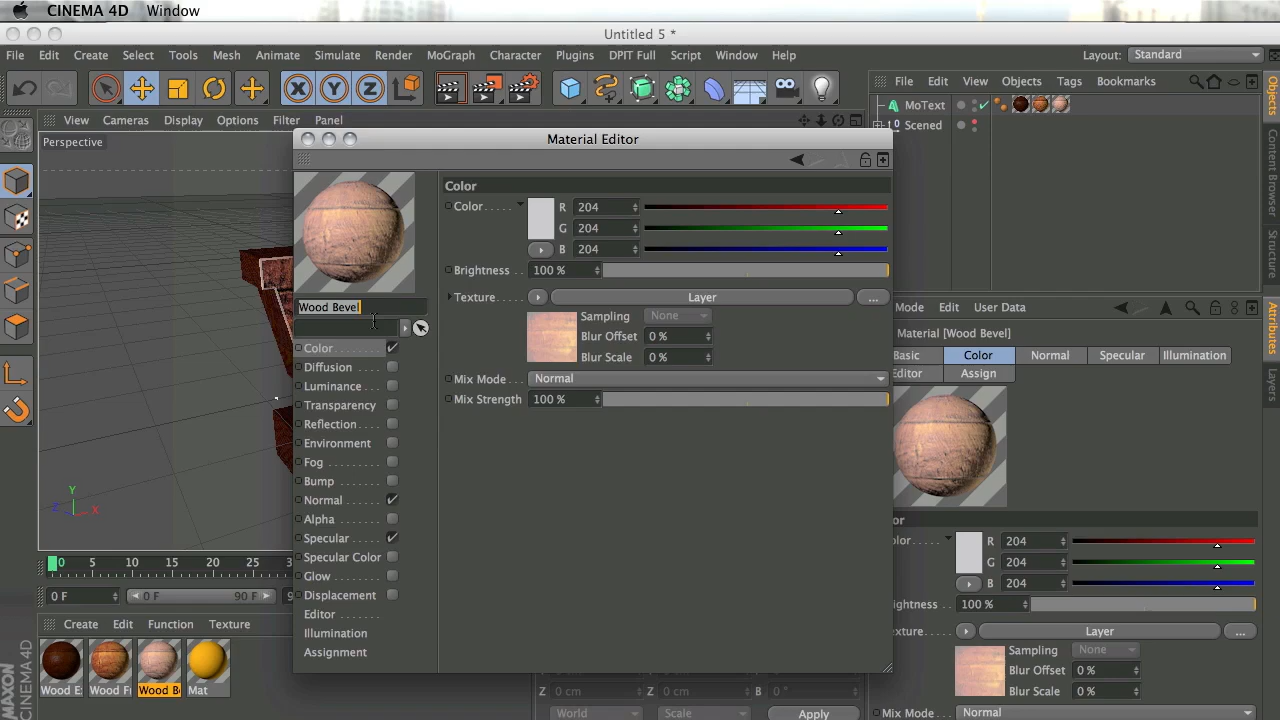 CINEMA 4D Window
Untitled 5 *
File Edit Create Select Tools Mesh Animate Simulate Render MoGraph Character Plugins DPIT Full Script Window Help
Layout: Standard
X Y Z
File Edit View Objects Tags Bookmarks
MoText
Scened
View Cameras Display Options Filter Panel
Perspective
Material Editor
Wood Bevel
Color
Diffusion
Luminance
Transparency
Reflection
Environment
Fog
Bump
Normal
Alpha
Specular
Specular Color
Glow
Displacement
Editor
Illumination
Assignment
Color
Color R 204
G 204
B 204
Brightness 100 %
Texture Layer ...
Sampling None
Blur Offset 0 %
Blur Scale 0 %
Mix Mode Normal
Mix Strength 100 %
Mode Edit User Data
Material [Wood Bevel]
Basic Color Normal Specular Illumination
Editor Assign
or
olor R 204
G 204
B 204
ightness 100 %
exture Layer ...
Sampling None
Blur Offset 0 %
Blur Scale 0 %
Mix Mode Normal
Objects
Content Browser
Structure
Attributes
Layers
Y
Z X
0 5 10 15 20 25 3
0 F 0 F 90 F 9
Create Edit Function Texture
Wood E Wood F Wood B Mat
Z 0 cm Z 0 cm B 0 °
World Scale Apply
MAXON
CINEMA 4D